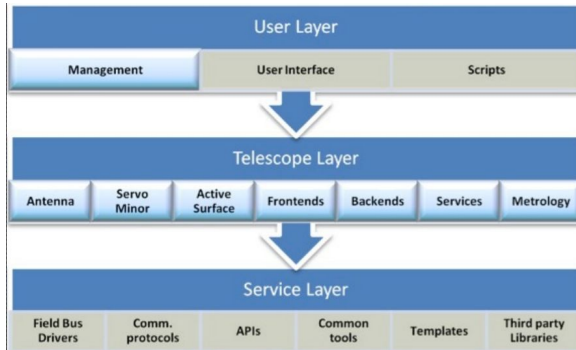 User Layer
Management User Interface Scripts
Telescope Layer
Antenna Servo Minor Active Surface Frontends Backends Services Metrology
Service Layer
Field Bus Drivers Comm. protocols APIs Common tools Templates Third party Libraries